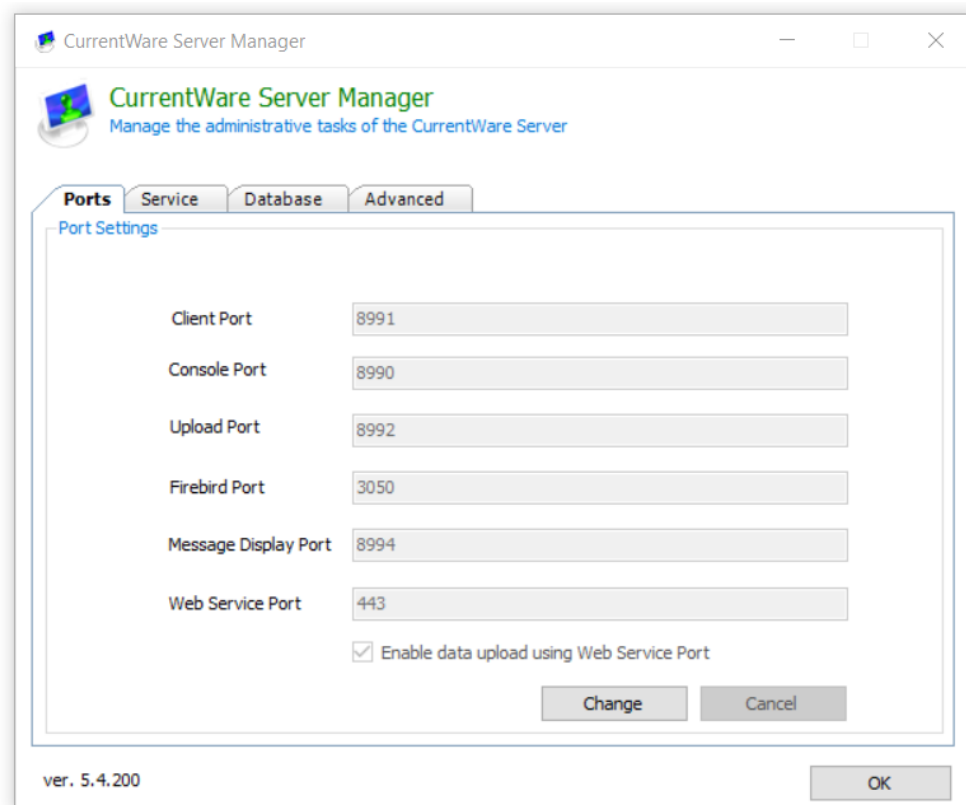 CurrentWare Server Manager
CurrentWare Server Manager
Manage the administrative tasks of the CurrentWare Server
Ports Service Database Advanced
Port Settings
Client Port 8991
Console Port 8990
Upload Port 8992
Firebird Port 3050
Message Display Port 8994
Web Service Port 443
Enable data upload using Web Service Port
Change Cancel
ver. 5.4.200 OK